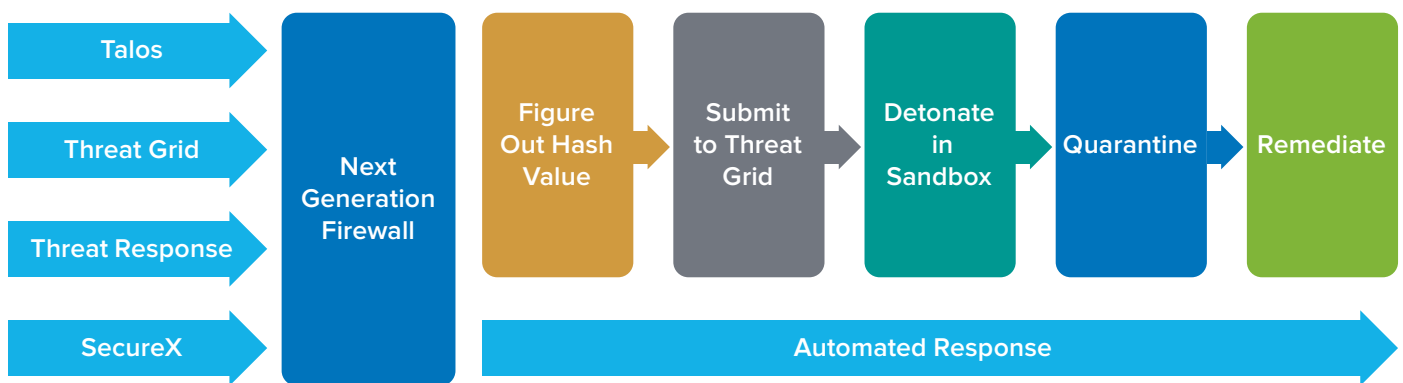 Talos
Threat Grid
Threat Response
SecureX
Next
Generation
Firewall
Figure
Out Hash
Value
Submit
to Threat
Grid
Detonate
in
Sandbox
Quarantine
Remediate
Automated Response